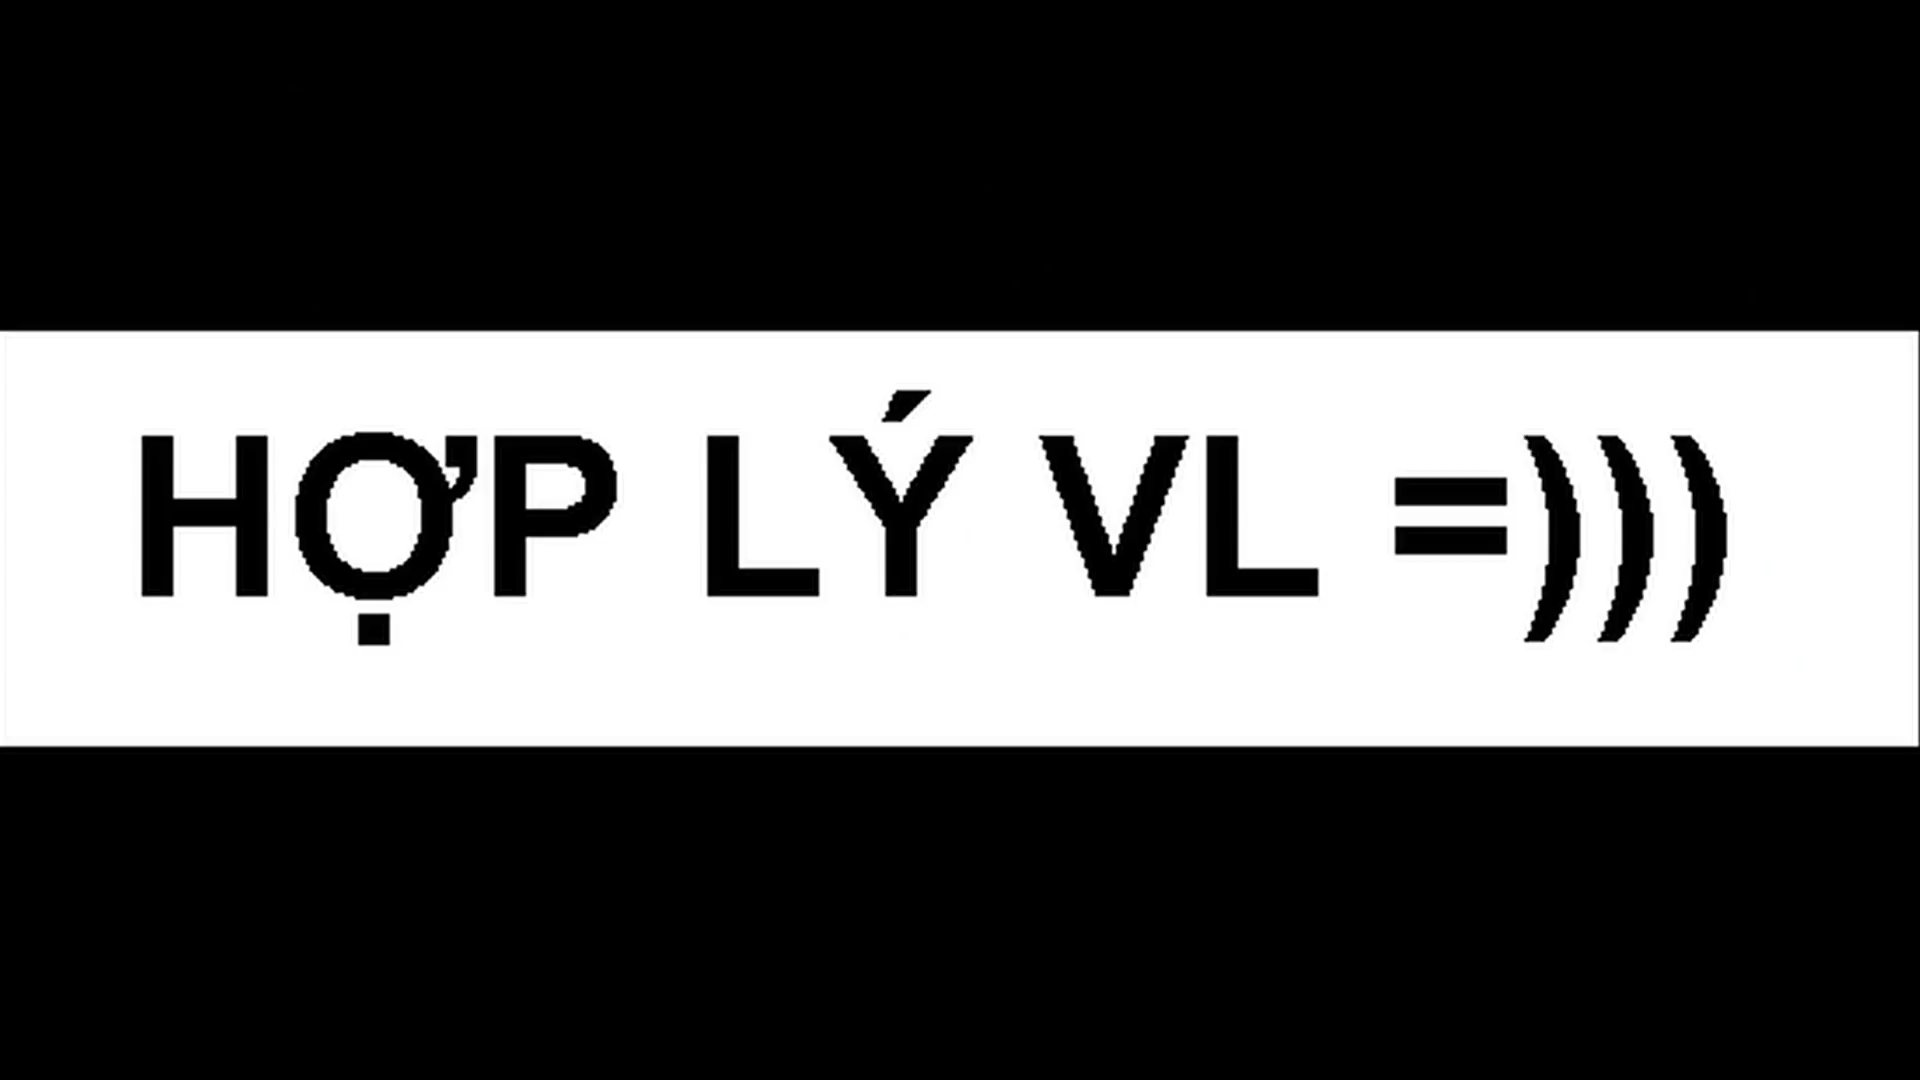 HỢP LÝ VL =)))